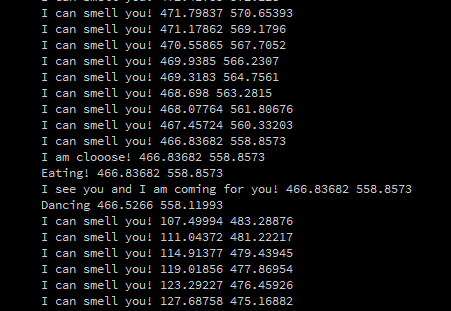 I can smell you! 471.79837 570.65393
I can smell you! 471.17862 569.1796
I can smell you! 470.55865 567.7052
I can smell you! 469.9385 566.2307
I can smell you! 469.3183 564.7561
I can smell you! 468.698 563.2815
I can smell you! 468.07764 561.80676
I can smell you! 467.45724 560.33203
I can smell you! 466.83682 558.8573
I am clooose! 466.83682 558.8573
Eating! 466.83682 558.8573
I see you and I am coming for you! 466.83682 558.8573
Dancing 466.5266 558.11993
I can smell you! 107.49994 483.28876
I can smell you! 111.04372 481.22217
I can smell you! 114.91377 479.43945
I can smell you! 119.01856 477.86954
I can smell you! 123.29227 476.45926
I can smell you! 127.68758 475.16882